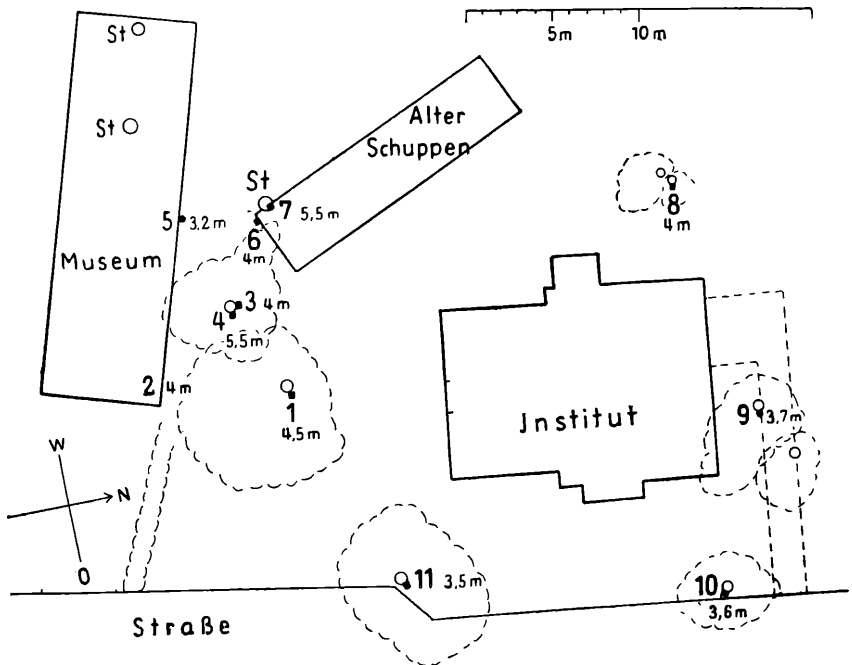 St
5m 10m
St
Alter
Schuppen
St
7 5,5m
8
4m
5 3,2m
6
4m
Museum
3 4m
4
5,5m
2 4m
1
4,5m
Jnstitut
9 3,7m
W
N
O
11 3,5m
10
3,6m
Straße